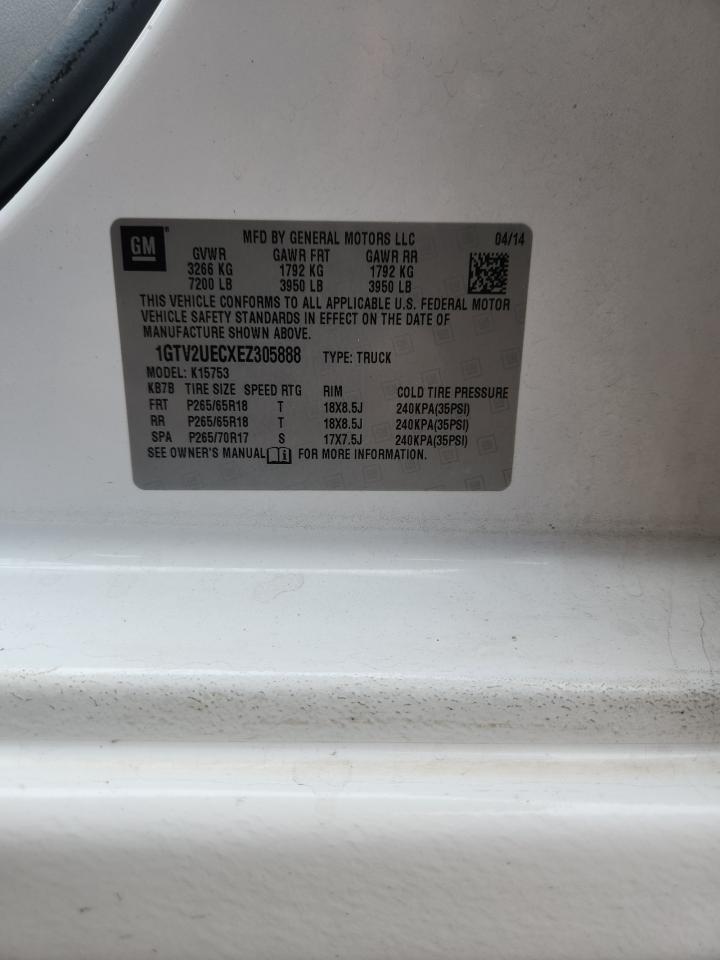 GM®
MFD BY GENERAL MOTORS LLC 04/14
GVWR GAWR FRT GAWR RR
3266 KG 1792 KG 1792 KG
7200 LB 3950 LB 3950 LB
THIS VEHICLE CONFORMS TO ALL APPLICABLE U.S. FEDERAL MOTOR
VEHICLE SAFETY STANDARDS IN EFFECT ON THE DATE OF
MANUFACTURE SHOWN ABOVE.
1GTV2UECXEZ305888 TYPE: TRUCK
MODEL: K15753
KB7B TIRE SIZE SPEED RTG RIM COLD TIRE PRESSURE
FRT P265/65R18 T 18X8.5J 240KPA(35PSI)
RR P265/65R18 T 18X8.5J 240KPA(35PSI)
SPA P265/70R17 S 17X7.5J 240KPA(35PSI)
SEE OWNER'S MANUAL i FOR MORE INFORMATION.